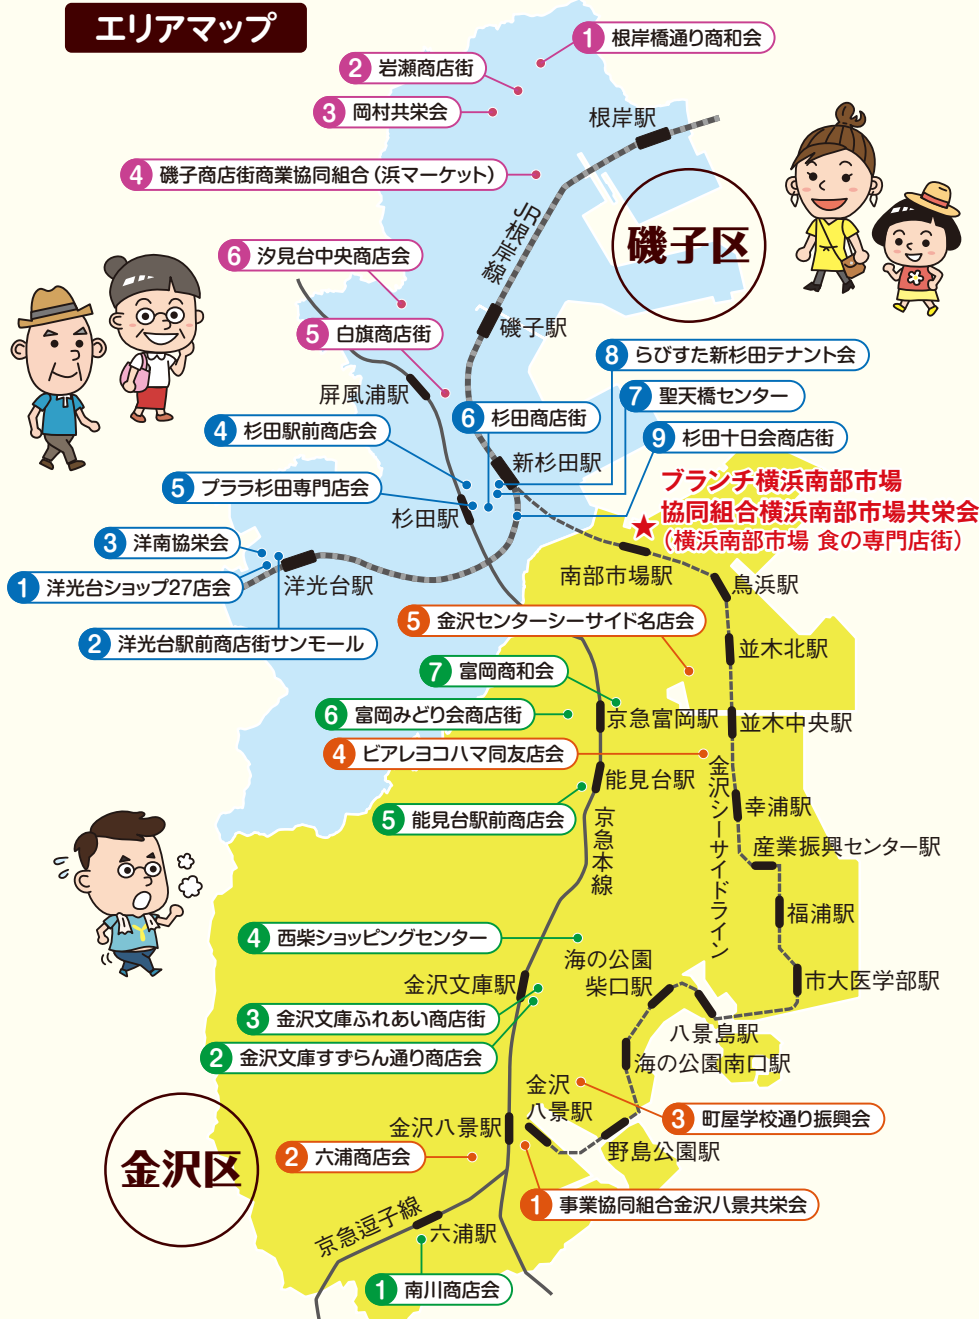 エリアマップ
1 根岸橋通り商和会
2 岩瀬商店街
3 岡村共栄会
根岸駅
4 磯子商店街商業協同組合(浜マーケット)
JR根岸線
磯子区
6 汐見台中央商店会
5 白旗商店街
磯子駅
8 らびすた新杉田テナント会
屏風浦駅
7 聖天橋センター
6 杉田商店街
4 杉田駅前商店会
9 杉田十日会商店街
新杉田駅
5 プララ杉田専門店会
ブランチ横浜南部市場
協同組合横浜南部市場共栄会
(横浜南部市場 食の専門店街)
杉田駅
3 洋南協栄会
1 洋光台ショップ27店会
洋光台駅
南部市場駅
鳥浜駅
2 洋光台駅前商店街サンモール
5 金沢センターシーサイド名店会
並木北駅
7 富岡商和会
6 富岡みどり会商店街
京急富岡駅
並木中央駅
4 ビアレヨコハマ同友店会
能見台駅
金沢シーサイドライン
幸浦駅
5 能見台駅前商店会
京急本線
産業振興センター駅
福浦駅
4 西柴ショッピングセンター
海の公園
柴口駅
金沢文庫駅
市大医学部駅
3 金沢文庫ふれあい商店街
八景島駅
2 金沢文庫すずらん通り商店会
海の公園南口駅
金沢
八景駅
3 町屋学校通り振興会
金沢八景駅
野島公園駅
金沢区
2 六浦商店会
1 事業協同組合金沢八景共栄会
京急逗子線
六浦駅
1 南川商店会